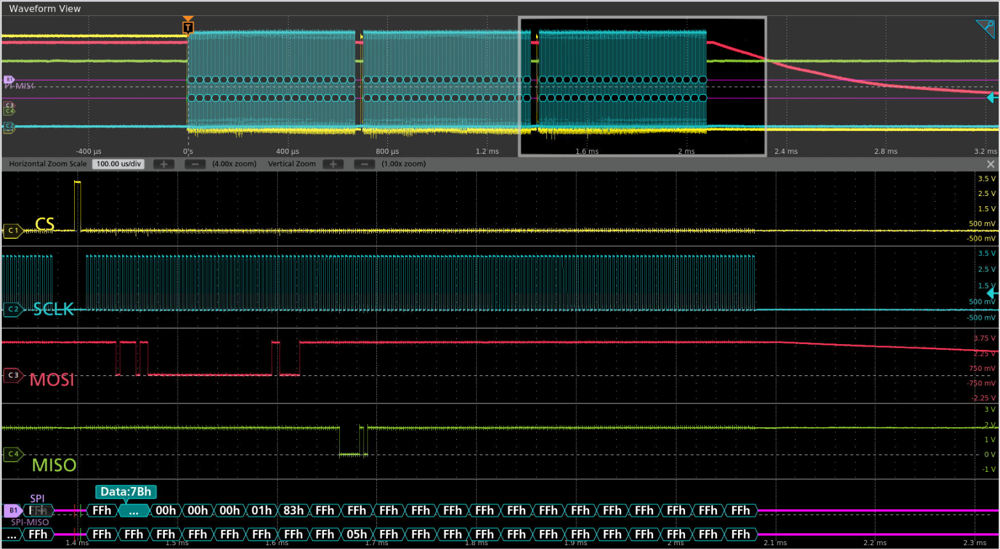 Waveform View
T
B1
C3
C4
C2
-400 µs 0's 400 µs 800 µs 1.2 ms 1.6 ms 2 ms 2.4 ms 2.8 ms 3.2 ms
Horizontal Zoom Scale 100.00 us/div + − (4.00x zoom) Vertical Zoom + − (1.00x zoom)
3.5 V
2.5 V
1.5 V
500 mV
-500 mV
C 1
CS
3.5 V
2.5 V
1.5 V
500 mV
-500 mV
C 2
SCLK
3.75 V
2.25 V
750 mV
-750 mV
-2.25 V
C 3
MOSI
3 V
2 V
1 V
0 V
-1 V
C 4
MISO
Data:7Bh
SPI
B1 FFh FFh ... 00h 00h 00h 01h 83h FFh FFh FFh FFh FFh FFh FFh FFh FFh FFh FFh FFh FFh FFh
SPI-MISO
... FFh FFh FFh FFh FFh FFh FFh FFh FFh 05h FFh FFh FFh FFh FFh FFh FFh FFh FFh FFh FFh FFh
1.4 ms 1.5 ms 1.6 ms 1.7 ms 1.8 ms 1.9 ms 2 ms 2.1 ms 2.2 ms 2.3 ms